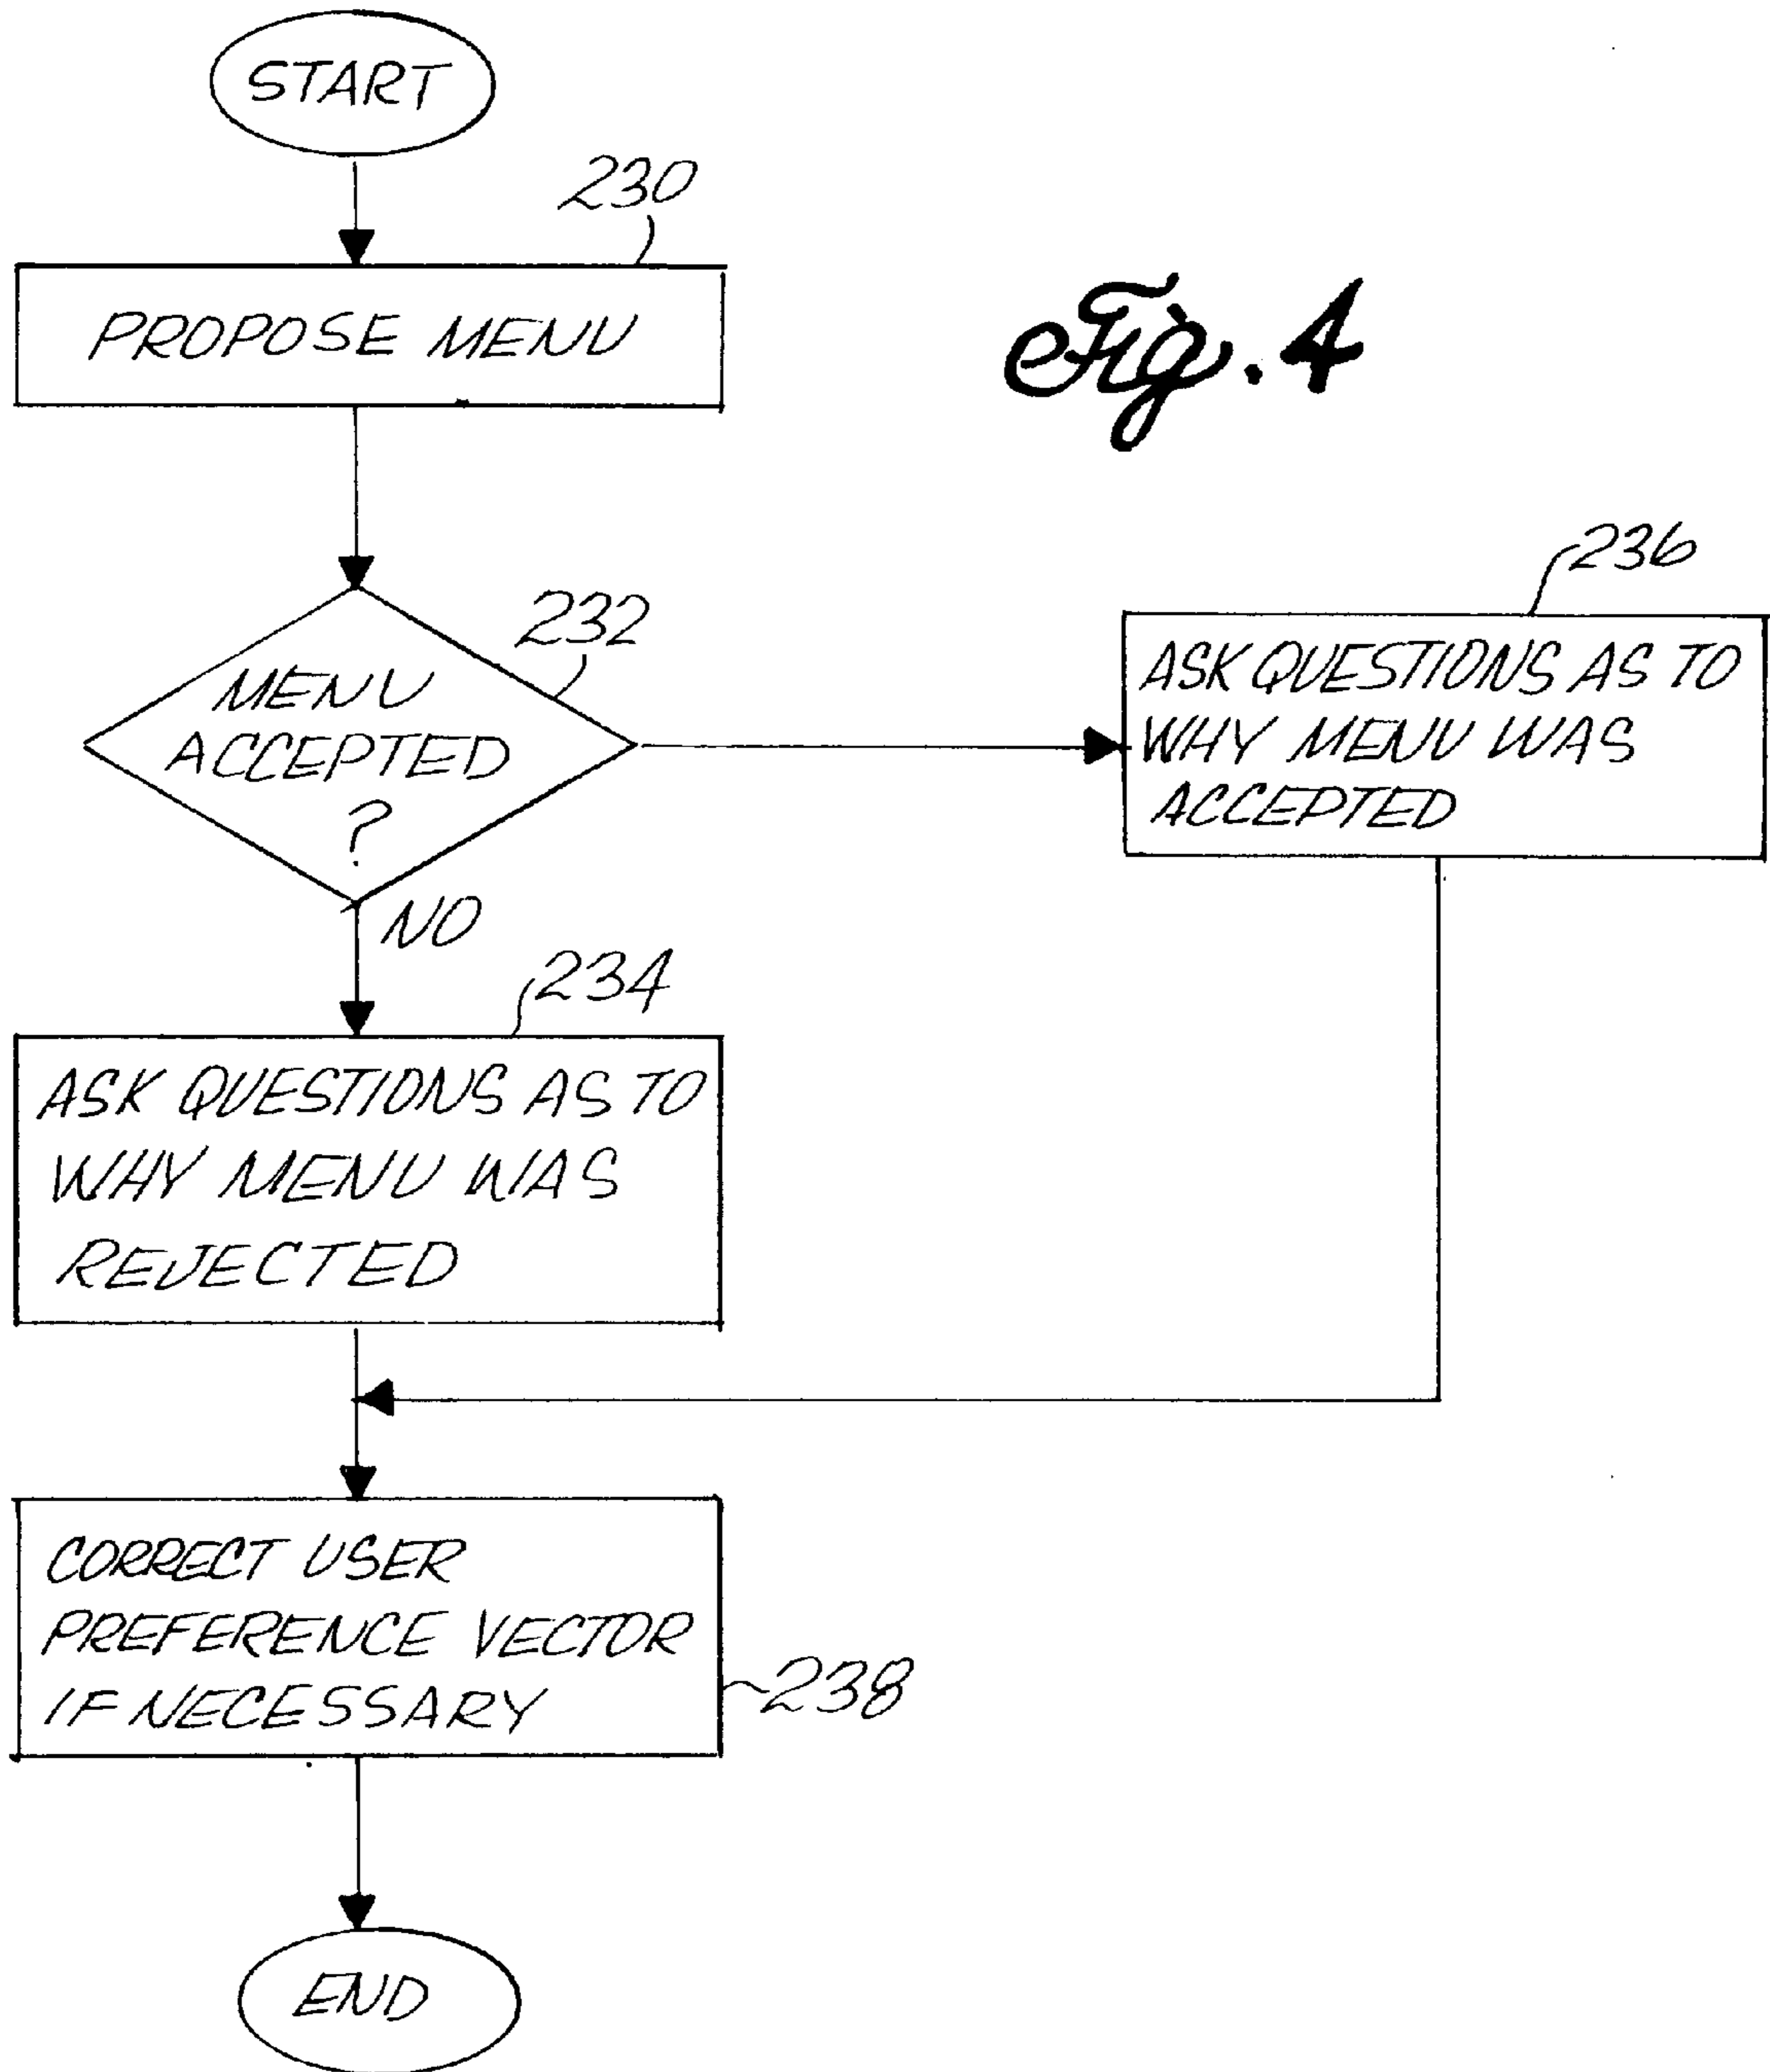 START
230
PROPOSE MENU
Fig. 4
232
MENU
ACCEPTED
?
236
ASK QUESTIONS AS TO
WHY MENU WAS
ACCEPTED
NO
234
ASK QUESTIONS AS TO
WHY MENU WAS
REJECTED
CORRECT USER
PREFERENCE VECTOR
IF NECESSARY
238
END